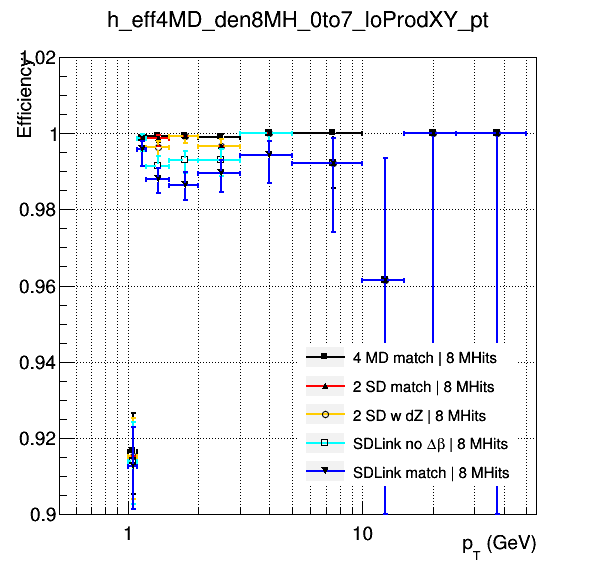 h_eff4MD_den8MH_0to7_loProdXY_pt
Efficiency
1.02
1
0.98
0.96
0.94
0.92
0.9
4 MD match | 8 MHits
2 SD match | 8 MHits
2 SD w dZ | 8 MHits
SDLink no Δβ | 8 MHits
SDLink match | 8 MHits
1
10
p_T (GeV)